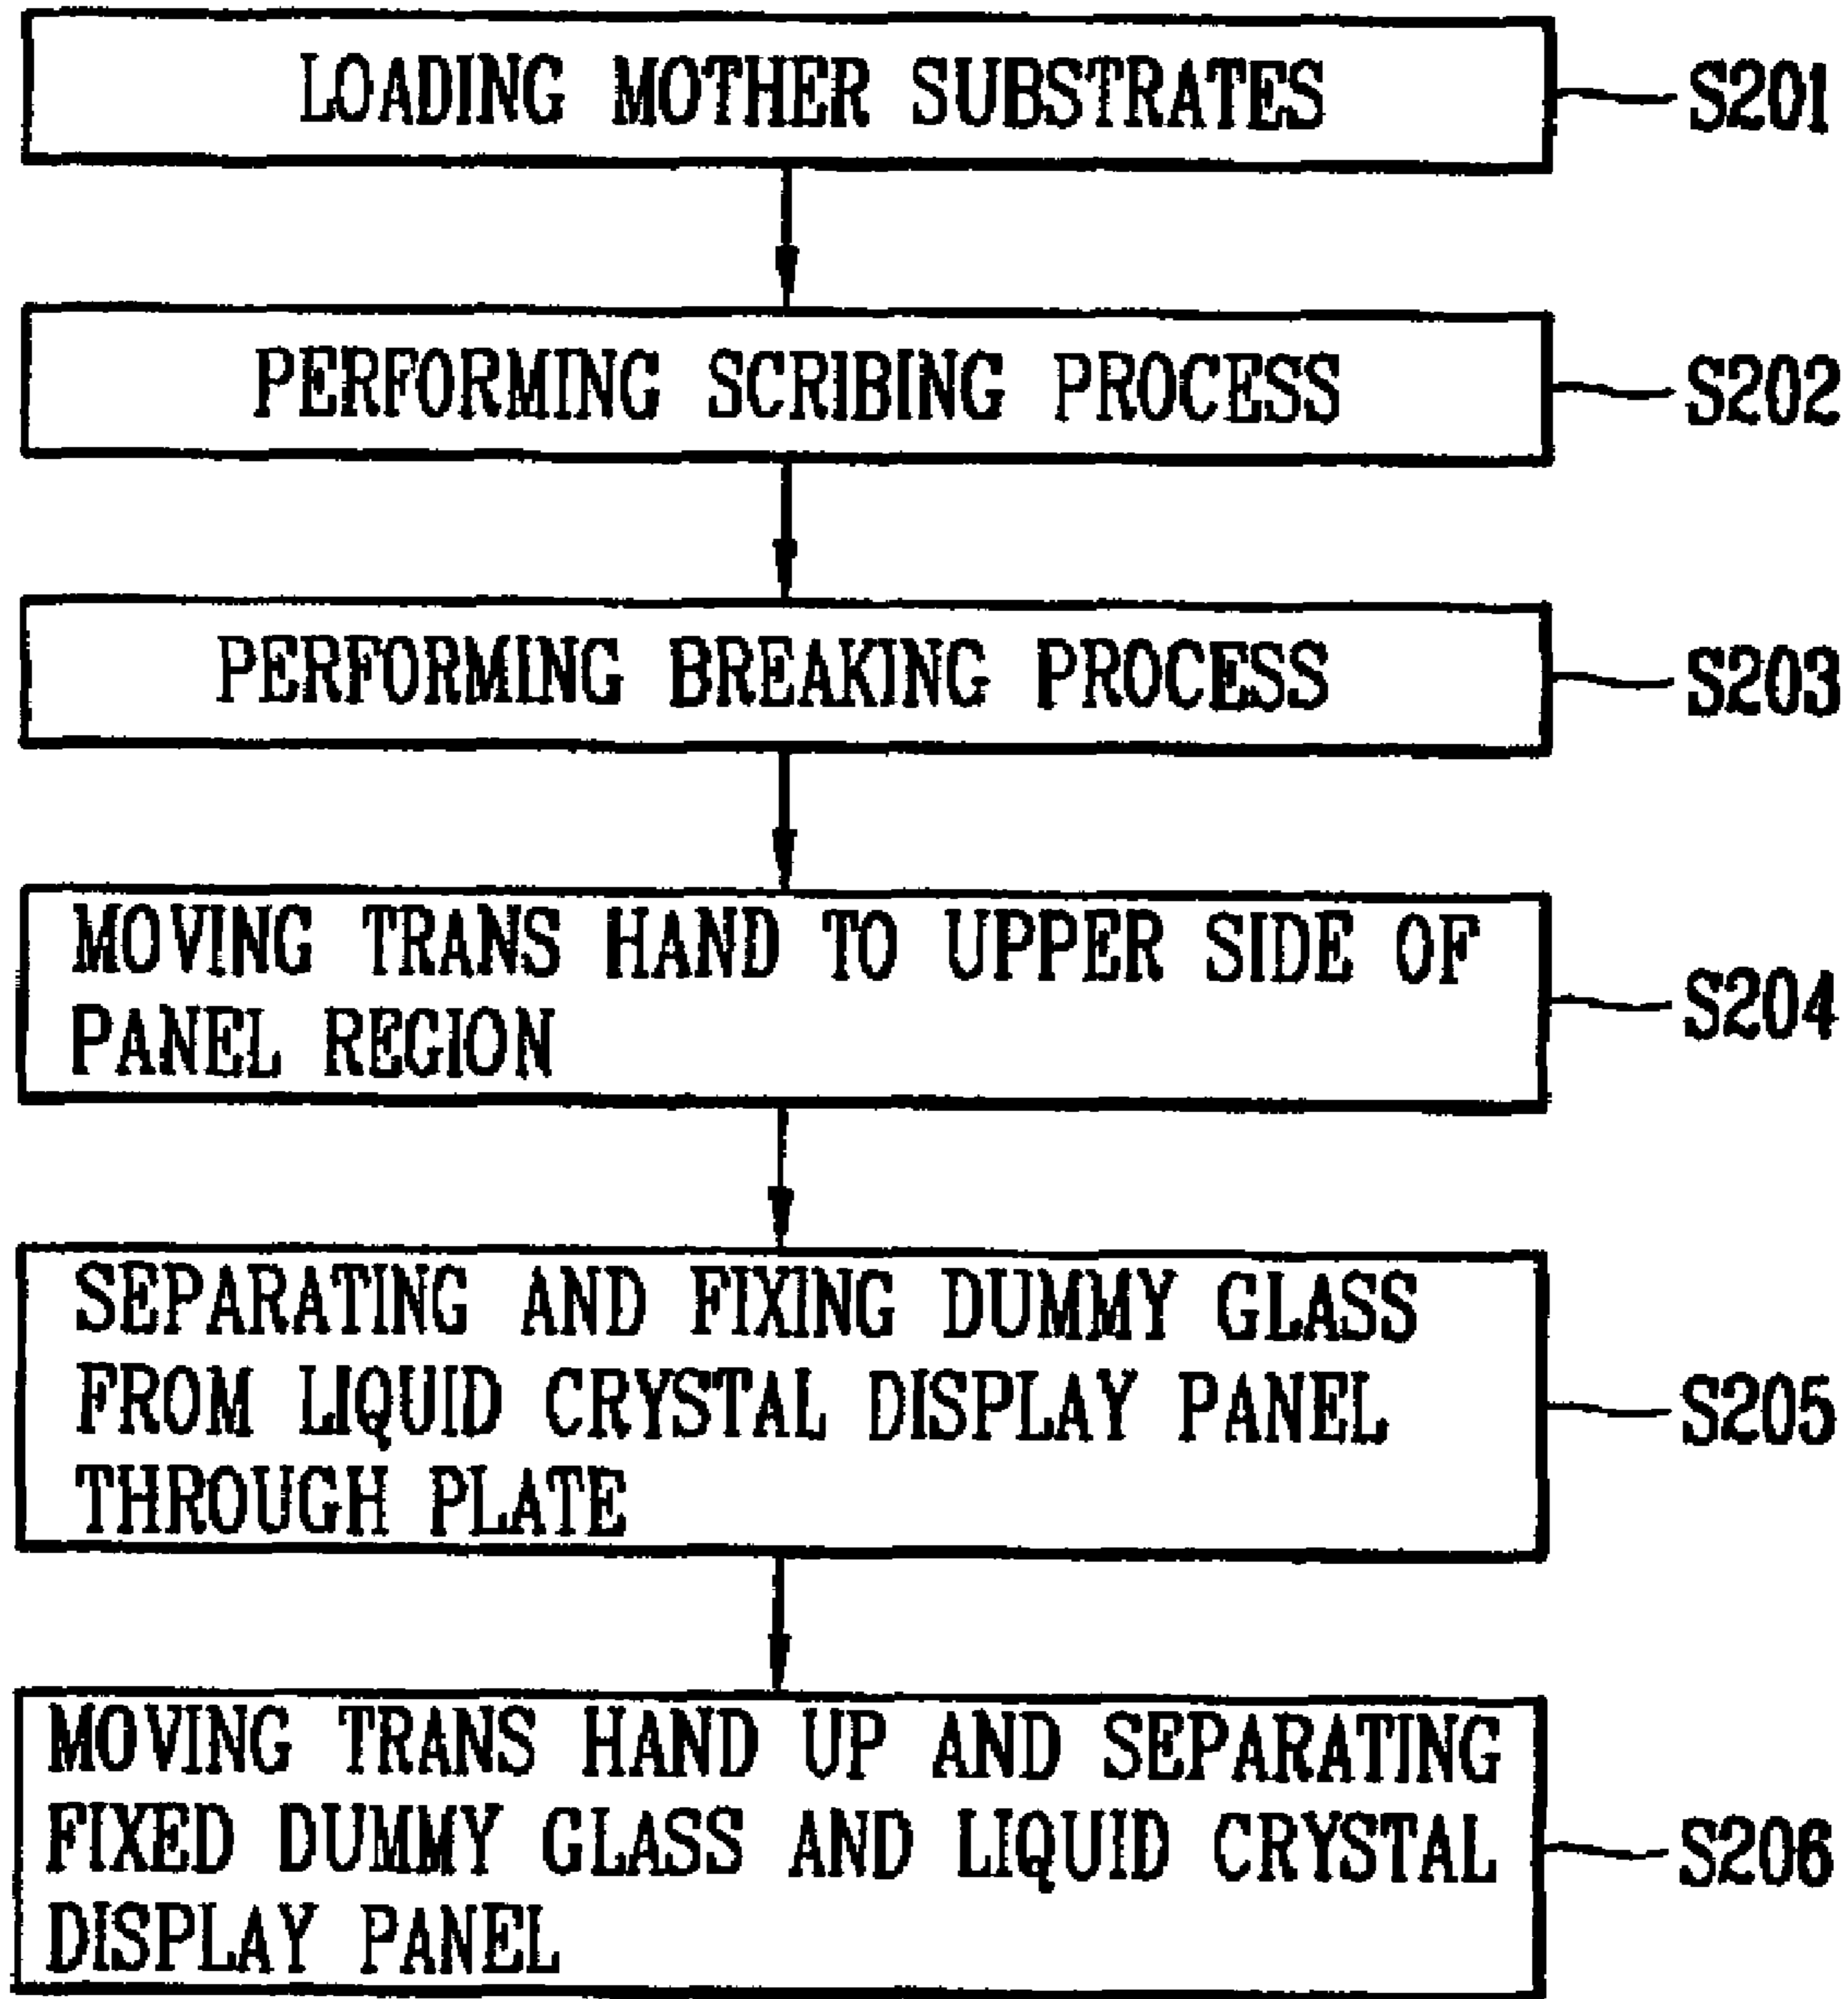 LOADING MOTHER SUBSTRATES
S201
PERFORMING SCRIBING PROCESS
S202
PERFORMING BREAKING PROCESS
S203
MOVING TRANS HAND TO UPPER SIDE OF
PANEL REGION
S204
SEPARATING AND FIXING DUMMY GLASS
FROM LIQUID CRYSTAL DISPLAY PANEL
THROUGH PLATE
S205
MOVING TRANS HAND UP AND SEPARATING
FIXED DUMMY GLASS AND LIQUID CRYSTAL
DISPLAY PANEL
S206